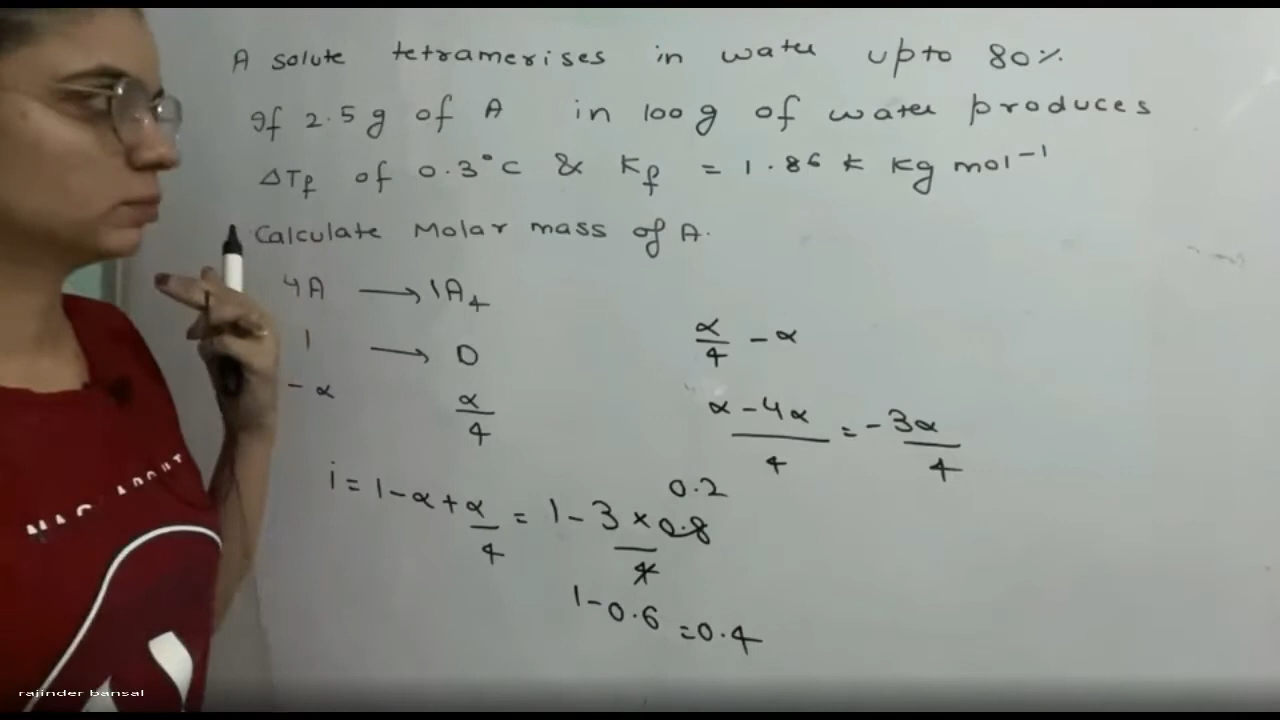 A solute tetramerises in water upto 80%
If 2.5g of A in 100g of water produces
ΔTf of 0.3°C & Kf = 1.86 K Kg mol⁻¹
Calculate Molar mass of A.
4A → 1A₄
1 → 0
-α α/4
α/4 - α
α - 4α/4 = -3α/4
i = 1-α+α/4 = 1 - 3 × 0.8/4
0.2
1-0.6 = 0.4
rajinder bansal